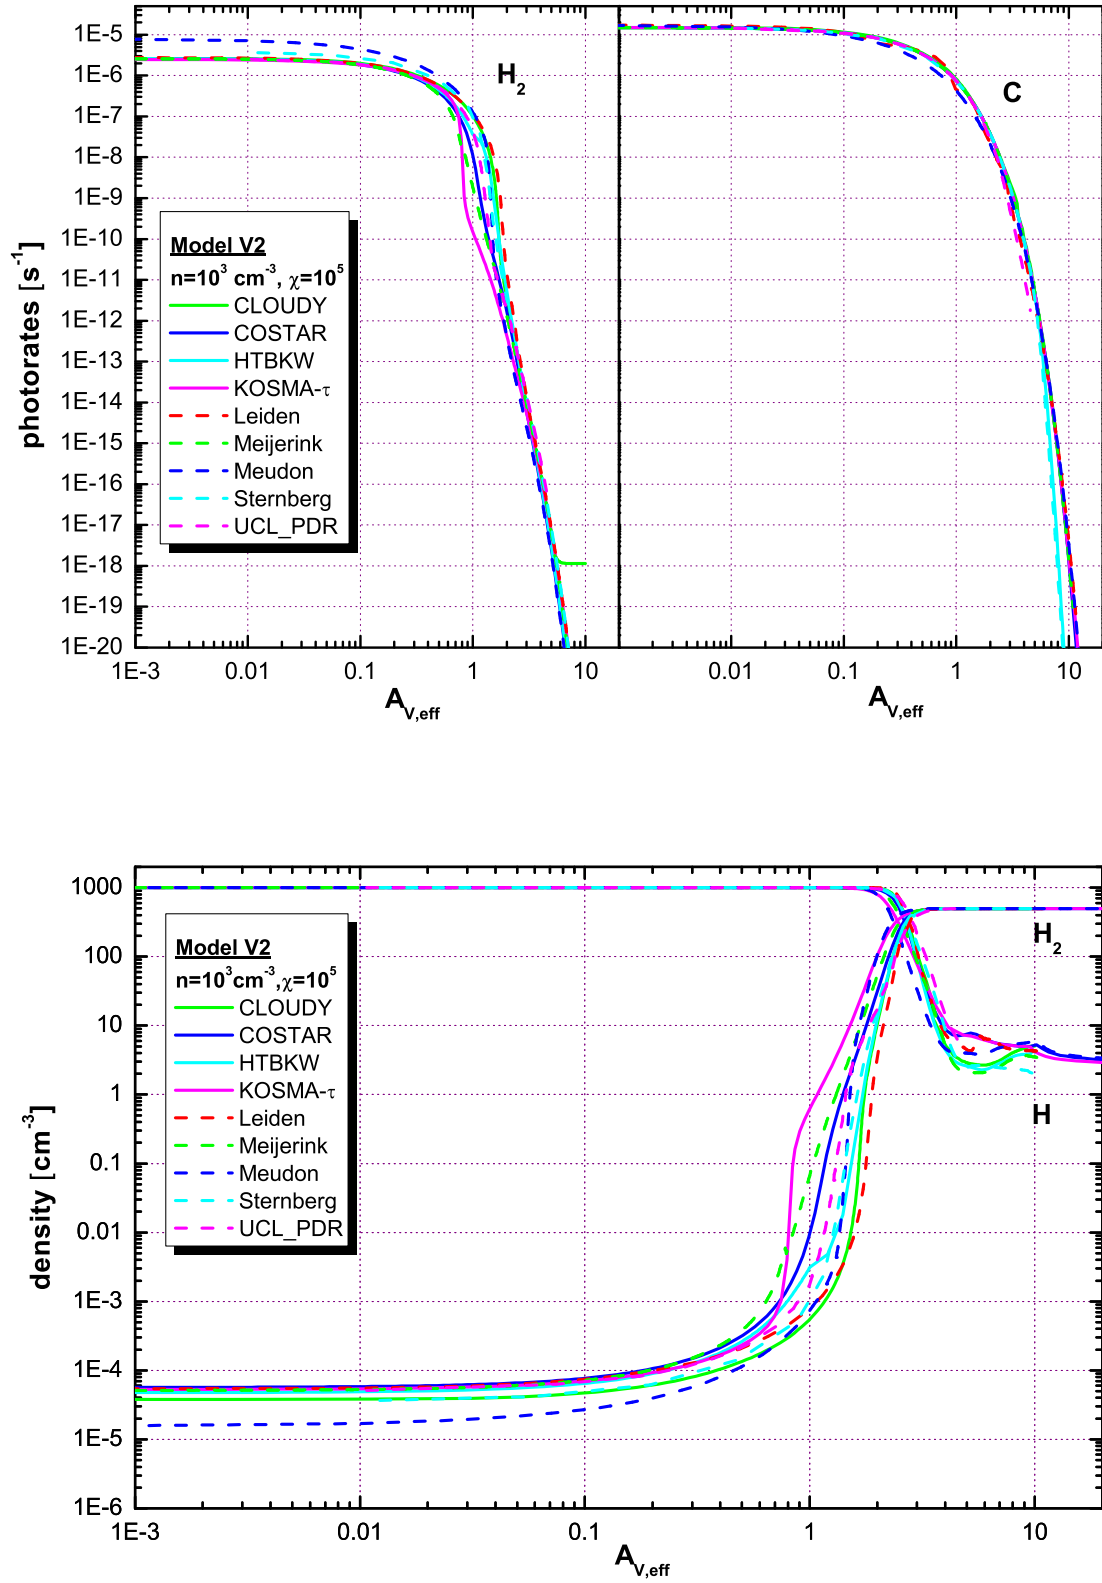 H2
C
1E-5
1E-6
1E-7
1E-8
1E-9
1E-10
1E-11
1E-12
1E-13
1E-14
1E-15
1E-16
1E-17
1E-18
1E-19
1E-20
photorates [s-1]
Model V2
n=10³ cm-3, χ=10⁵
CLOUDY
COSTAR
HTBKW
KOSMA-τ
Leiden
Meijerink
Meudon
Sternberg
UCL_PDR
1E-3 0.01 0.1 1 10
0.01 0.1 1 10
AV,eff
AV,eff
1000
100
10
1
0.1
0.01
1E-3
1E-4
1E-5
1E-6
density [cm-3]
Model V2
n=10³cm-3,χ=10⁵
CLOUDY
COSTAR
HTBKW
KOSMA-τ
Leiden
Meijerink
Meudon
Sternberg
UCL_PDR
H2
H
1E-3 0.01 0.1 1 10
AV,eff